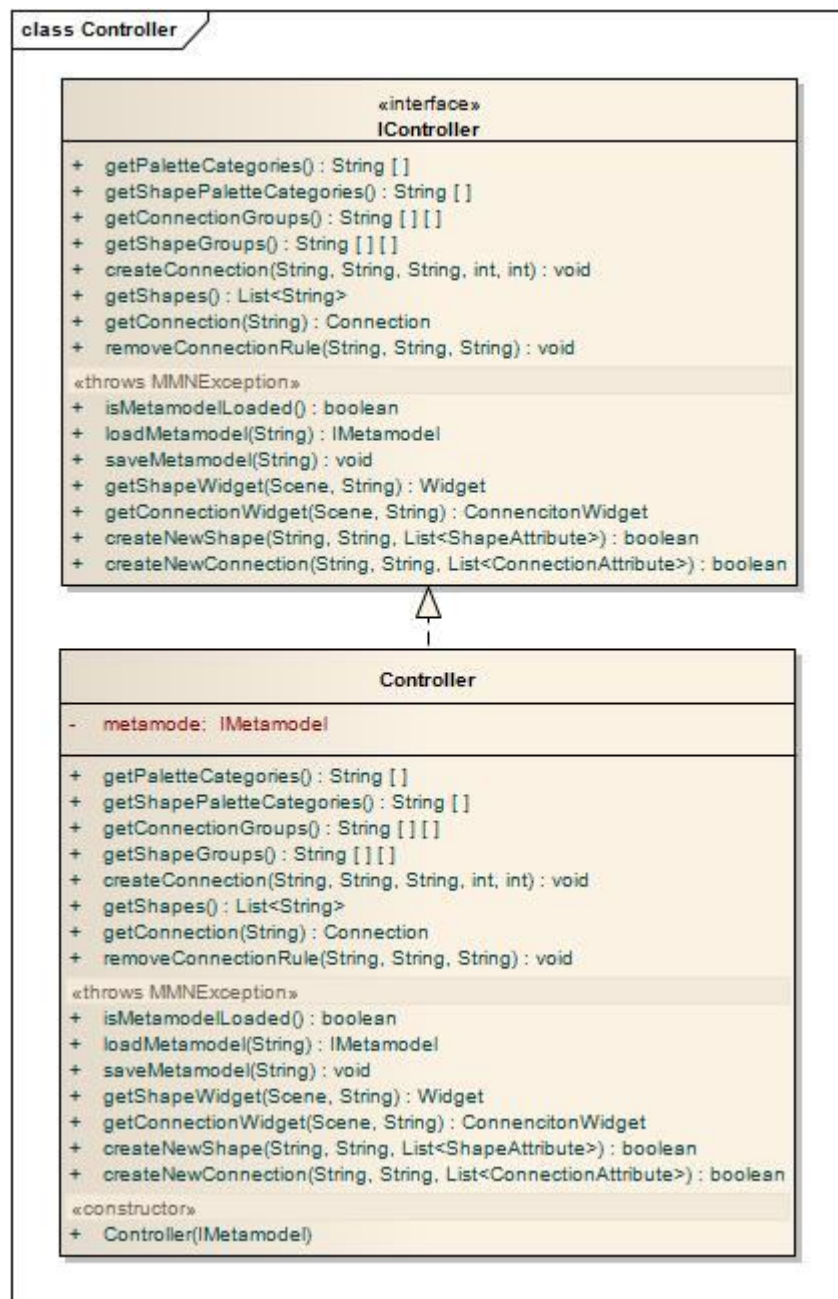 class Controller
«interface»
IController
+ getPaletteCategories() : String [ ]
+ getShapePaletteCategories() : String [ ]
+ getConnectionGroups() : String [ ] [ ]
+ getShapeGroups() : String [ ] [ ]
+ createConnection(String, String, String, int, int) : void
+ getShapes() : List<String>
+ getConnection(String) : Connection
+ removeConnectionRule(String, String, String) : void
«throws MMNException»
+ isMetamodelLoaded() : boolean
+ loadMetamodel(String) : IMetamodel
+ saveMetamodel(String) : void
+ getShapeWidget(Scene, String) : Widget
+ getConnectionWidget(Scene, String) : ConnencitonWidget
+ createNewShape(String, String, List<ShapeAttribute>) : boolean
+ createNewConnection(String, String, List<ConnectionAttribute>) : boolean
Controller
- metamode: IMetamodel
+ getPaletteCategories() : String [ ]
+ getShapePaletteCategories() : String [ ]
+ getConnectionGroups() : String [ ] [ ]
+ getShapeGroups() : String [ ] [ ]
+ createConnection(String, String, String, int, int) : void
+ getShapes() : List<String>
+ getConnection(String) : Connection
+ removeConnectionRule(String, String, String) : void
«throws MMNException»
+ isMetamodelLoaded() : boolean
+ loadMetamodel(String) : IMetamodel
+ saveMetamodel(String) : void
+ getShapeWidget(Scene, String) : Widget
+ getConnectionWidget(Scene, String) : ConnencitonWidget
+ createNewShape(String, String, List<ShapeAttribute>) : boolean
+ createNewConnection(String, String, List<ConnectionAttribute>) : boolean
«constructor»
+ Controller(IMetamodel)